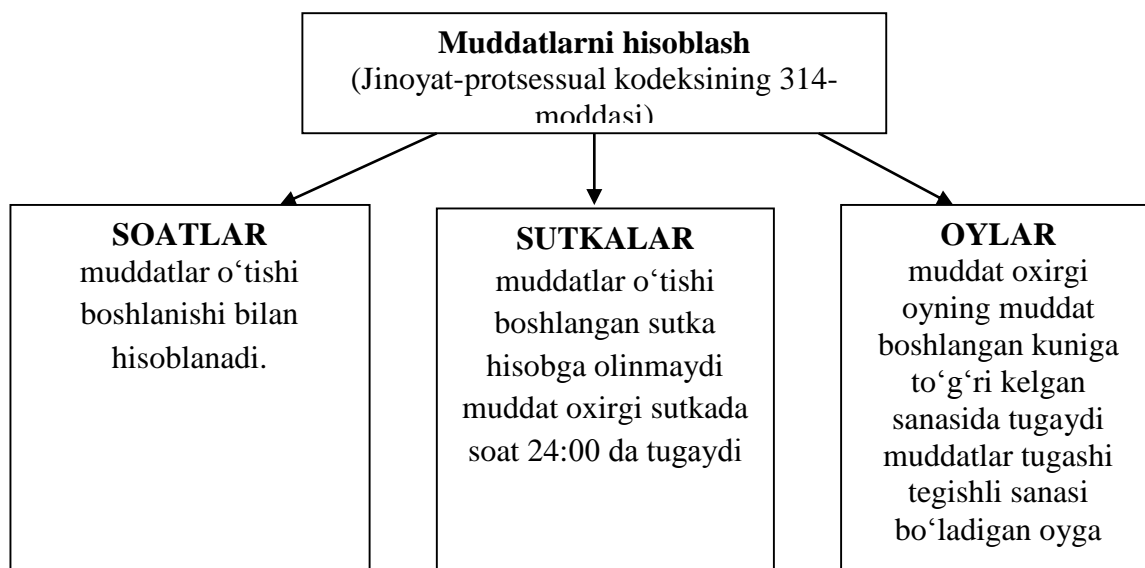 Muddatlarni hisoblash
(Jinoyat-protsessual kodeksining 314-
moddasi)
SOATLAR
muddatlar o‘tishi
boshlanishi bilan
hisoblanadi.
SUTKALAR
muddatlar o‘tishi
boshlangan sutka
hisobga olinmaydi
muddat oxirgi sutkada
soat 24:00 da tugaydi
OYLAR
muddat oxirgi
oyning muddat
boshlangan kuniga
to‘g‘ri kelgan
sanasida tugaydi
muddatlar tugashi
tegishli sanasi
bo‘ladigan oyga